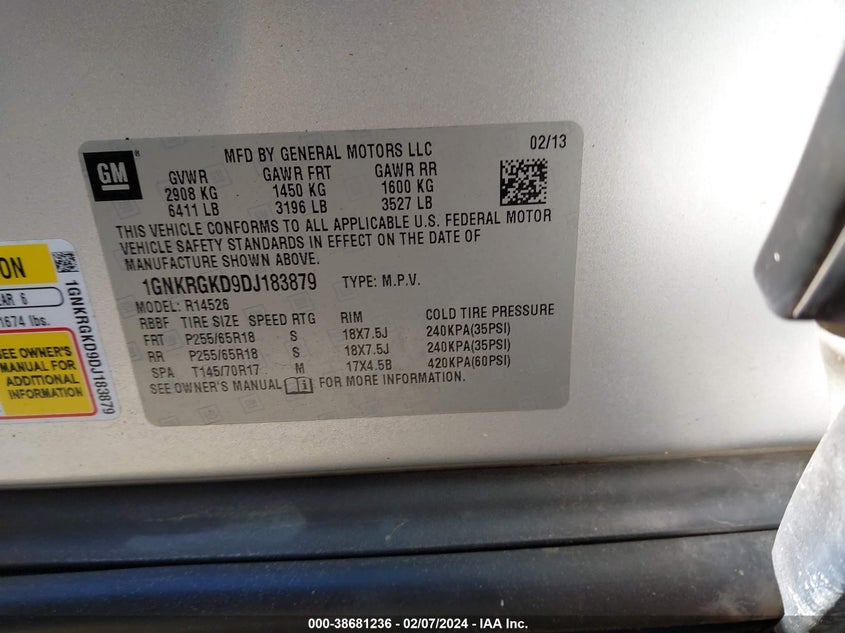 GM
®
MFD BY GENERAL MOTORS LLC
02/13
GVWR GAWR FRT GAWR RR
2908 KG 1450 KG 1600 KG
6411 LB 3196 LB 3527 LB
THIS VEHICLE CONFORMS TO ALL APPLICABLE U.S. FEDERAL MOTOR
VEHICLE SAFETY STANDARDS IN EFFECT ON THE DATE OF
MANUFACTURE SHOWN ABOVE.
1GNKRGKD9DJ183879 TYPE: M.P.V.
MODEL: R14526
RBBF TIRE SIZE SPEED RTG RIM COLD TIRE PRESSURE
FRT P255/65R18 S 18X7.5J 240KPA(35PSI)
RR P255/65R18 S 18X7.5J 240KPA(35PSI)
SPA T145/70R17 M 17X4.5B 420KPA(60PSI)
SEE OWNER'S MANUAL FOR MORE INFORMATION.
ON
AR 6
1674 lbs.
SEE OWNER'S
MANUAL FOR
ADDITIONAL
INFORMATION
1GNKRGKD9DJ183879
000-38681236 - 02/07/2024 - IAA Inc.